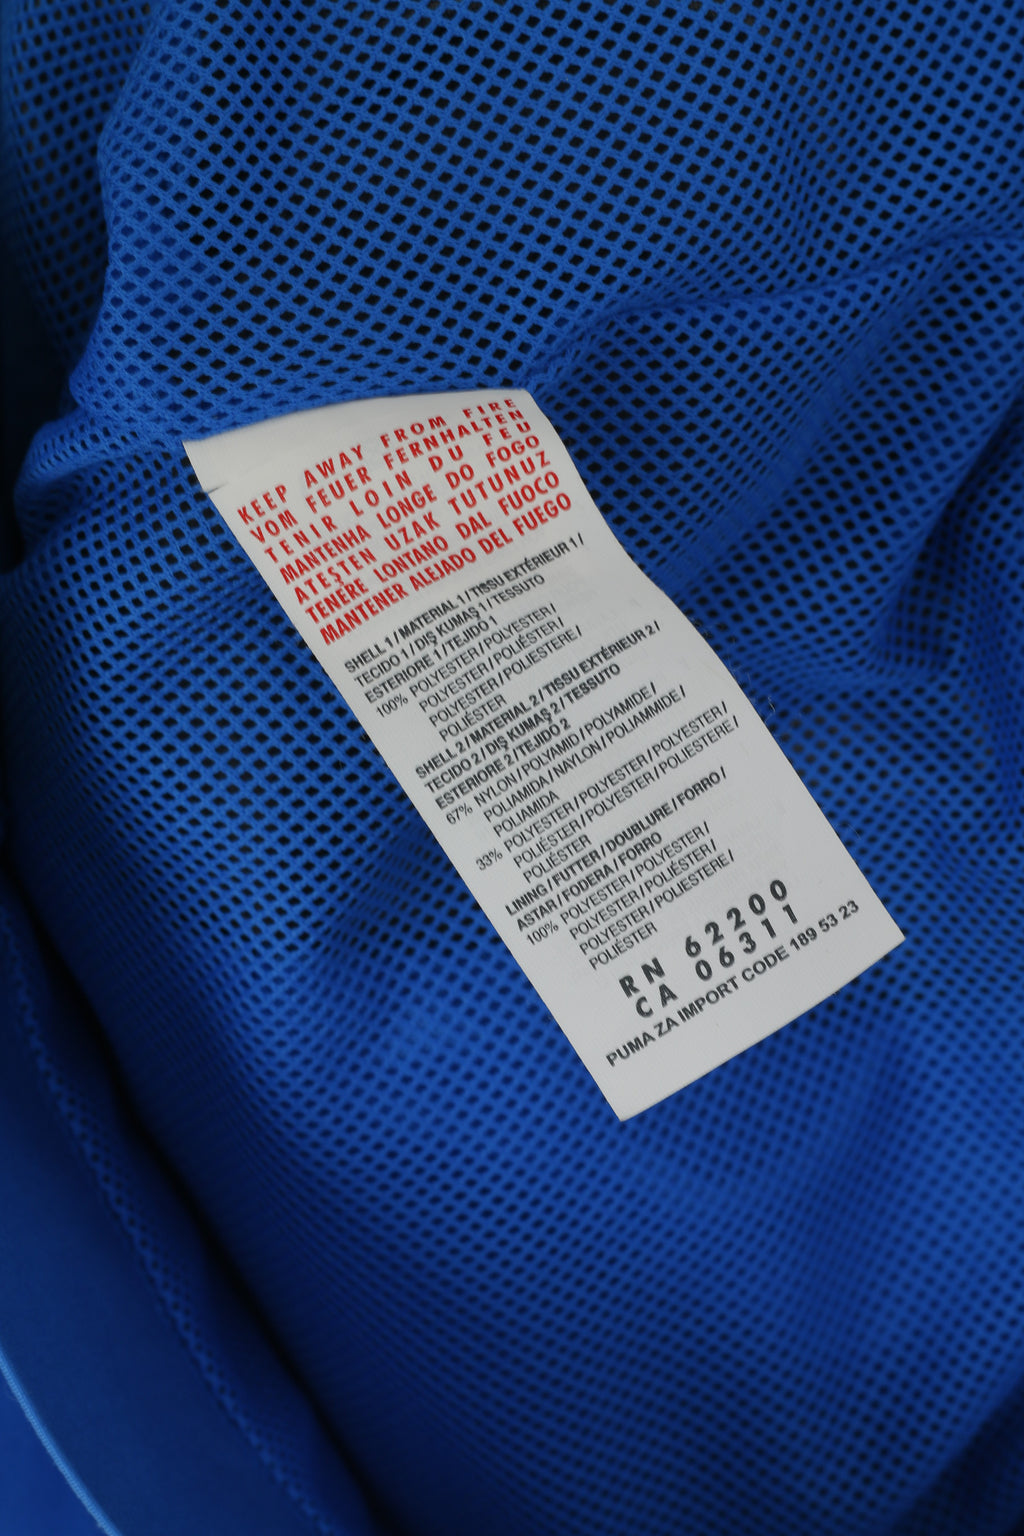 KEEP AWAY FROM FIRE
VOM FEUER FERNHALTEN
TENIR LOIN DU FEU
MANTENHA LONGE DO FOGO
ATEŞTEN UZAK TUTUNUZ
TENERE LONTANO DAL FUOCO
MANTENER ALEJADO DEL FUEGO
SHELL 1 / MATERIAL 1 / TISSU EXTÉRIEUR 1 /
TECIDO 1 / DIŞ KUMAŞ 1 / TESSUTO
ESTERIORE 1 / TEJIDO 1
100% POLYESTER / POLYESTER /
POLYESTER / POLIÉSTER /
POLYESTER / POLIESTERE /
POLIÉSTER
SHELL 2 / MATERIAL 2 / TISSU EXTÉRIEUR 2 /
TECIDO 2 / DIŞ KUMAŞ 2 / TESSUTO
ESTERIORE 2 / TEJIDO 2
67% NYLON / POLYAMID / POLYAMIDE /
POLIAMIDA / NAYLON / POLIAMMIDE /
POLIAMIDA
33% POLYESTER / POLYESTER / POLYESTER /
POLIÉSTER / POLYESTER / POLIESTERE /
POLIÉSTER
LINING / FUTTER / DOUBLURE / FORRO /
ASTAR / FODERA / FORRO
100% POLYESTER / POLYESTER /
POLYESTER / POLIÉSTER /
POLYESTER / POLIESTERE /
POLIÉSTER
RN 62200
CA 06311
PUMA ZA IMPORT CODE 189 53 23